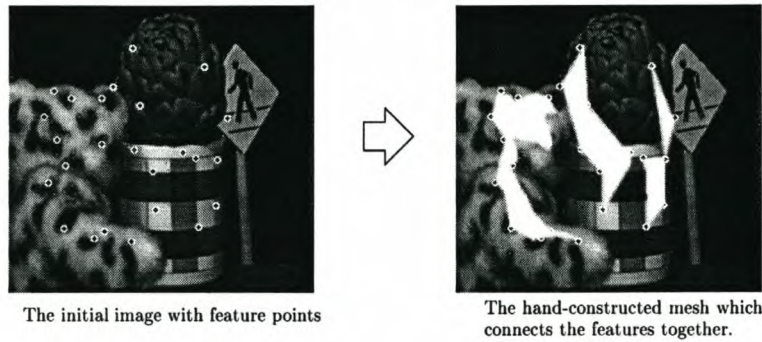 The initial image with feature points
The hand-constructed mesh which
connects the features together.